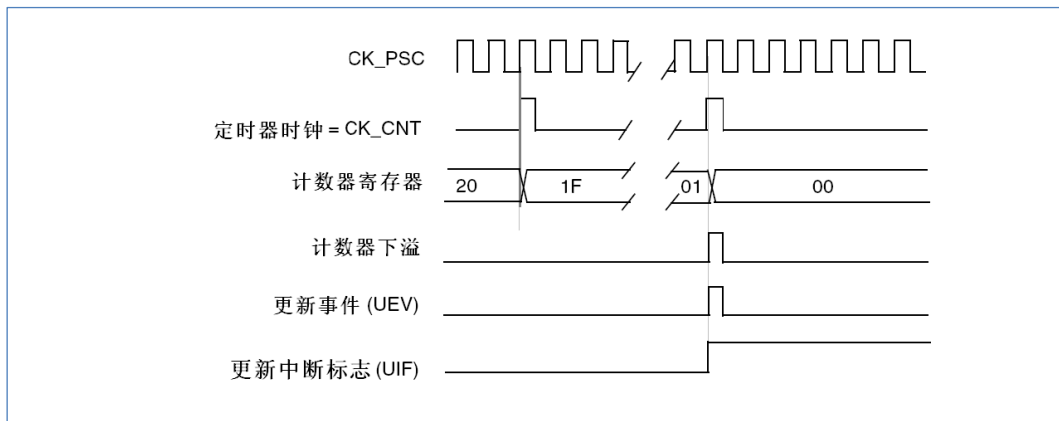 CK_PSC
定时器时钟 = CK_CNT
计数器寄存器 20 1F 01 00
计数器下溢
更新事件 (UEV)
更新中断标志 (UIF)